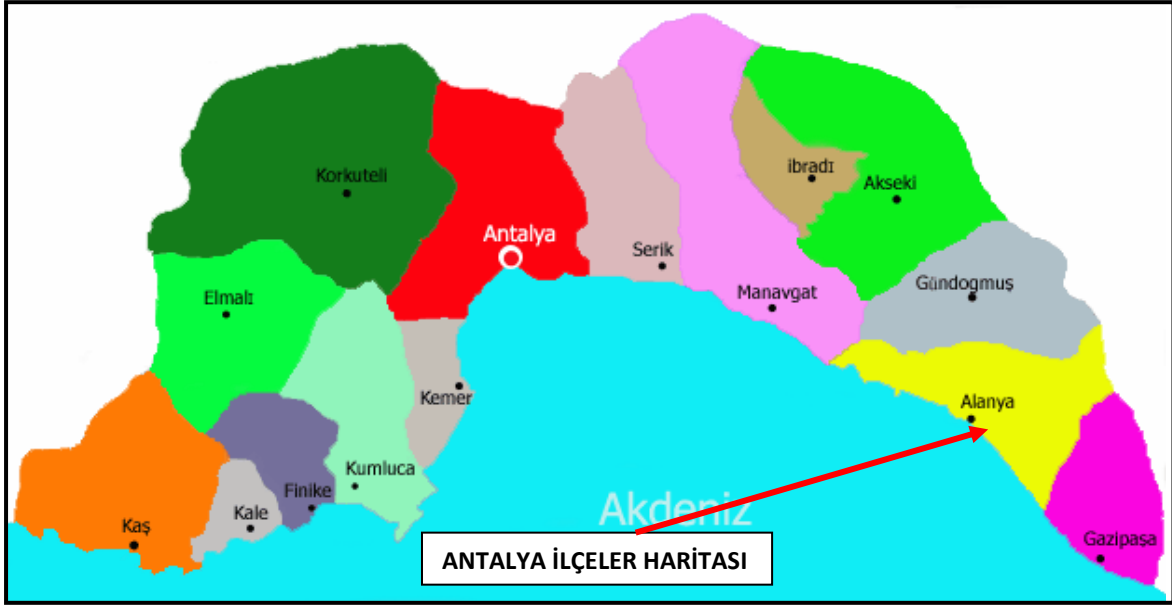 Korkuteli
ibradı
Akseki
Antalya
Serik
Gündogmuş
Elmalı
Manavgat
Kemer
Alanya
Kumluca
Finike
Kale
Kaş
Akdeniz
Gazipaşa
ANTALYA İLÇELER HARİTASI